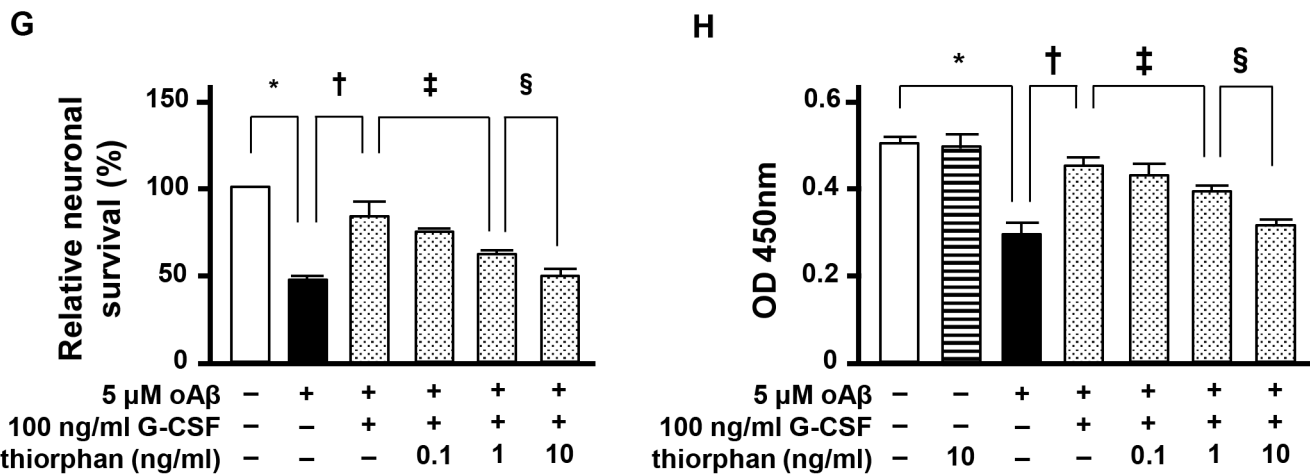 G
* † ‡ §
150
100
50
0
Relative neuronal
survival (%)
5 µM oAβ – + + + + +
100 ng/ml G-CSF – – + + + +
thiorphan (ng/ml) – – – 0.1 1 10
H
* † ‡ §
0.6
0.4
0.2
0
OD 450nm
5 µM oAβ – – + + + + +
100 ng/ml G-CSF – – – + + + +
thiorphan (ng/ml) – 10 – – 0.1 1 10